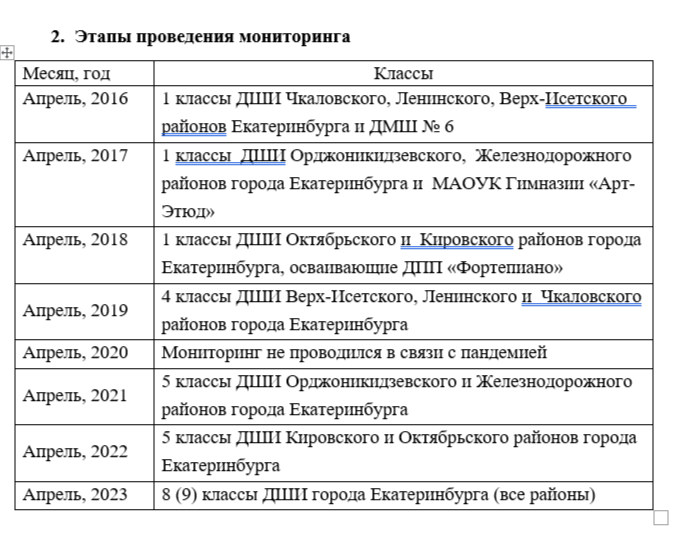 2. Этапы проведения мониторинга
Месяц, год
Классы
Апрель, 2016
1 классы ДШИ Чкаловского, Ленинского, Верх-Исетского
районов Екатеринбурга и ДМШ № 6
Апрель, 2017
1 классы ДШИ Орджоникидзевского, Железнодорожного
районов города Екатеринбурга и МАОУК Гимназии «Арт-
Этюд»
Апрель, 2018
1 классы ДШИ Октябрьского и Кировского районов города
Екатеринбурга, осваивающие ДПП «Фортепиано»
Апрель, 2019
4 классы ДШИ Верх-Исетского, Ленинского и Чкаловского
районов города Екатеринбурга
Апрель, 2020
Мониторинг не проводился в связи с пандемией
Апрель, 2021
5 классы ДШИ Орджоникидзевского и Железнодорожного
районов города Екатеринбурга
Апрель, 2022
5 классы ДШИ Кировского и Октябрьского районов города
Екатеринбурга
Апрель, 2023
8 (9) классы ДШИ города Екатеринбурга (все районы)